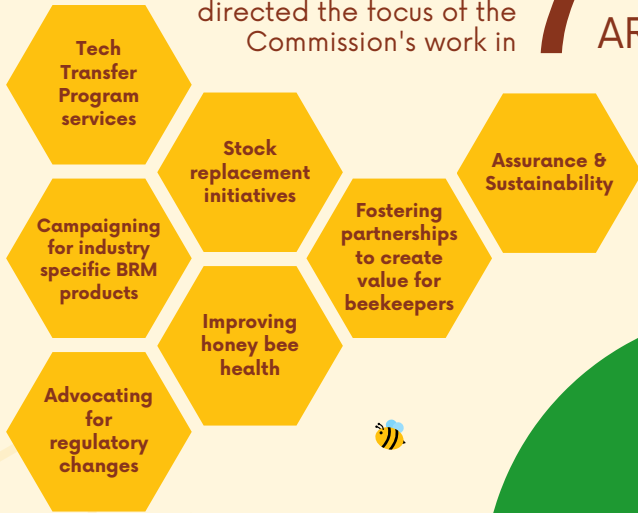 directed the focus of the
Commission's work in
7
Tech
Transfer
Program
services
Stock
replacement
initiatives
Assurance &
Sustainability
Campaigning
for industry
specific BRM
products
Fostering
partnerships
to create
value for
beekeepers
Improving
honey bee
health
Advocating
for
regulatory
changes